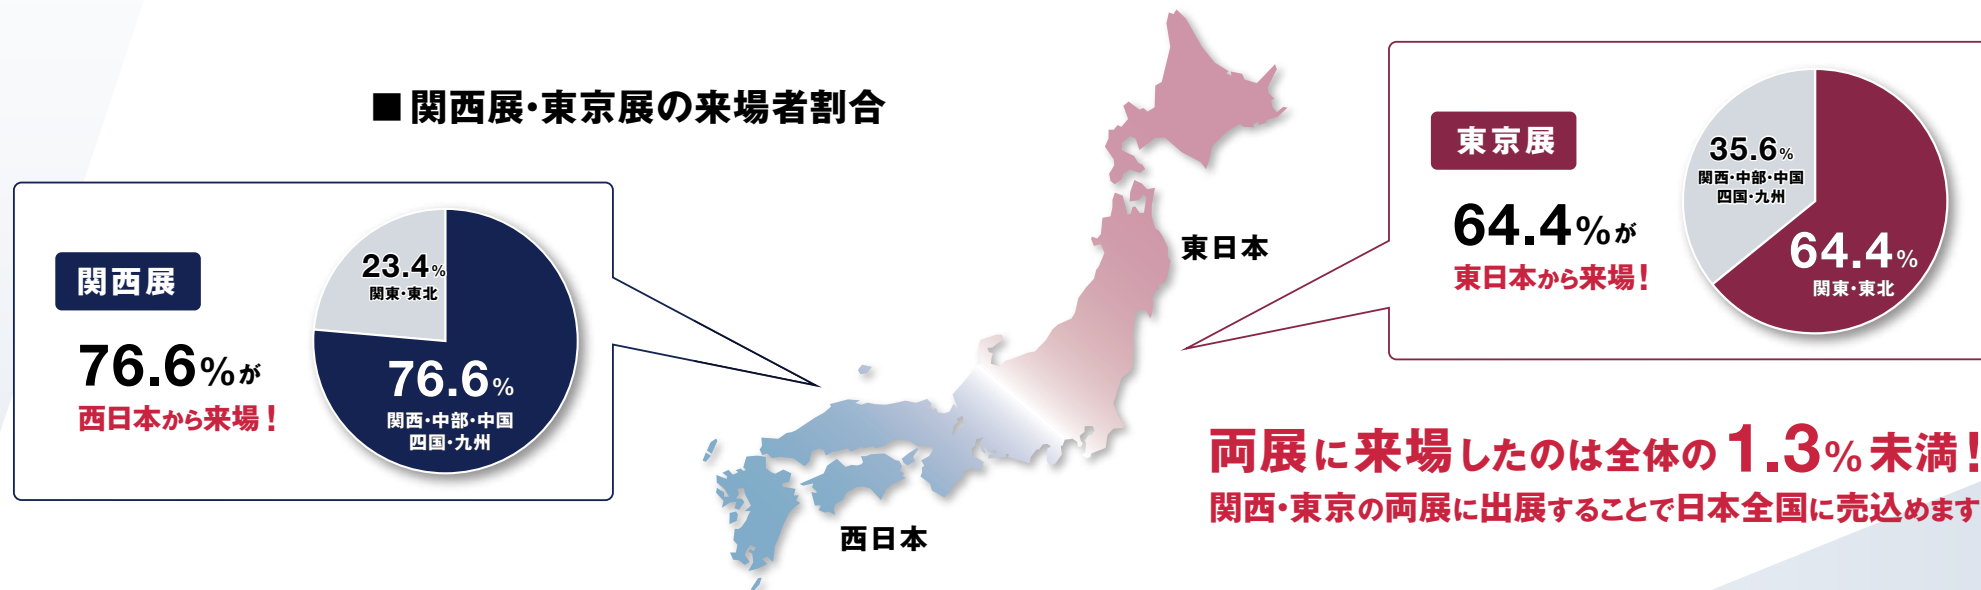 ■ 関西展・東京展の来場者割合
関西展
76.6%が
西日本から来場！
23.4%
関東・東北
76.6%
関西・中部・中国
四国・九州
東日本
西日本
東京展
64.4%が
東日本から来場！
35.6%
関西・中部・中国
四国・九州
64.4%
関東・東北
両展に来場したのは全体の1.3%未満！
関西・東京の両展に出展することで日本全国に売込めます